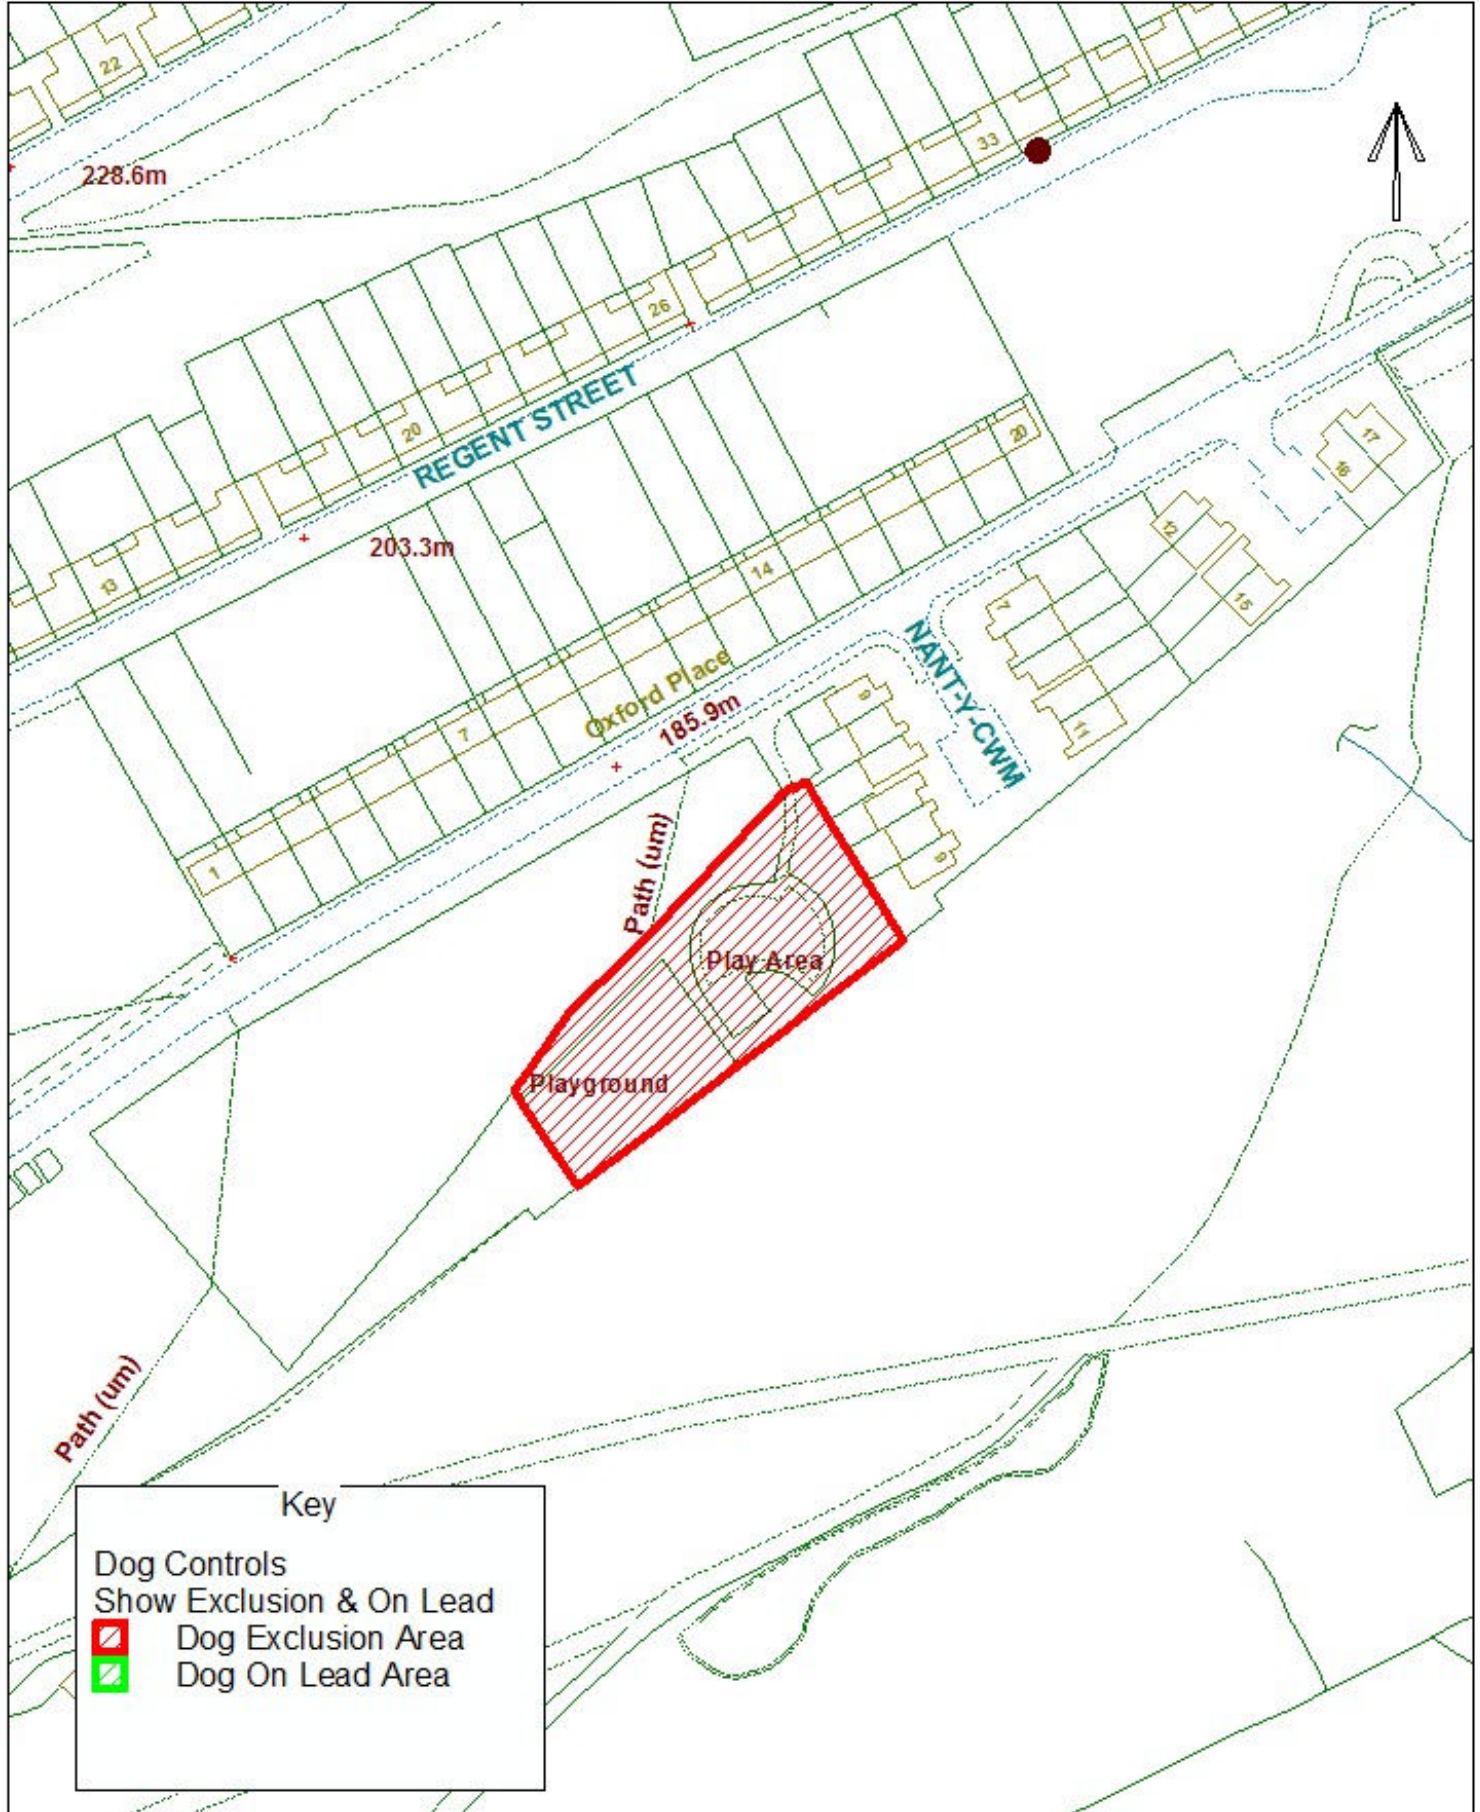 22
228.6m
33
26
20
REGENT STREET
13
203.3m
20
14
17
16
12
15
7
NANT-Y-CWM
11
Oxford Place
7
185.9m
9
1
Path (um)
9
Play Area
Playground
Path (um)
Key
Dog Controls
Show Exclusion & On Lead
Dog Exclusion Area
Dog On Lead Area